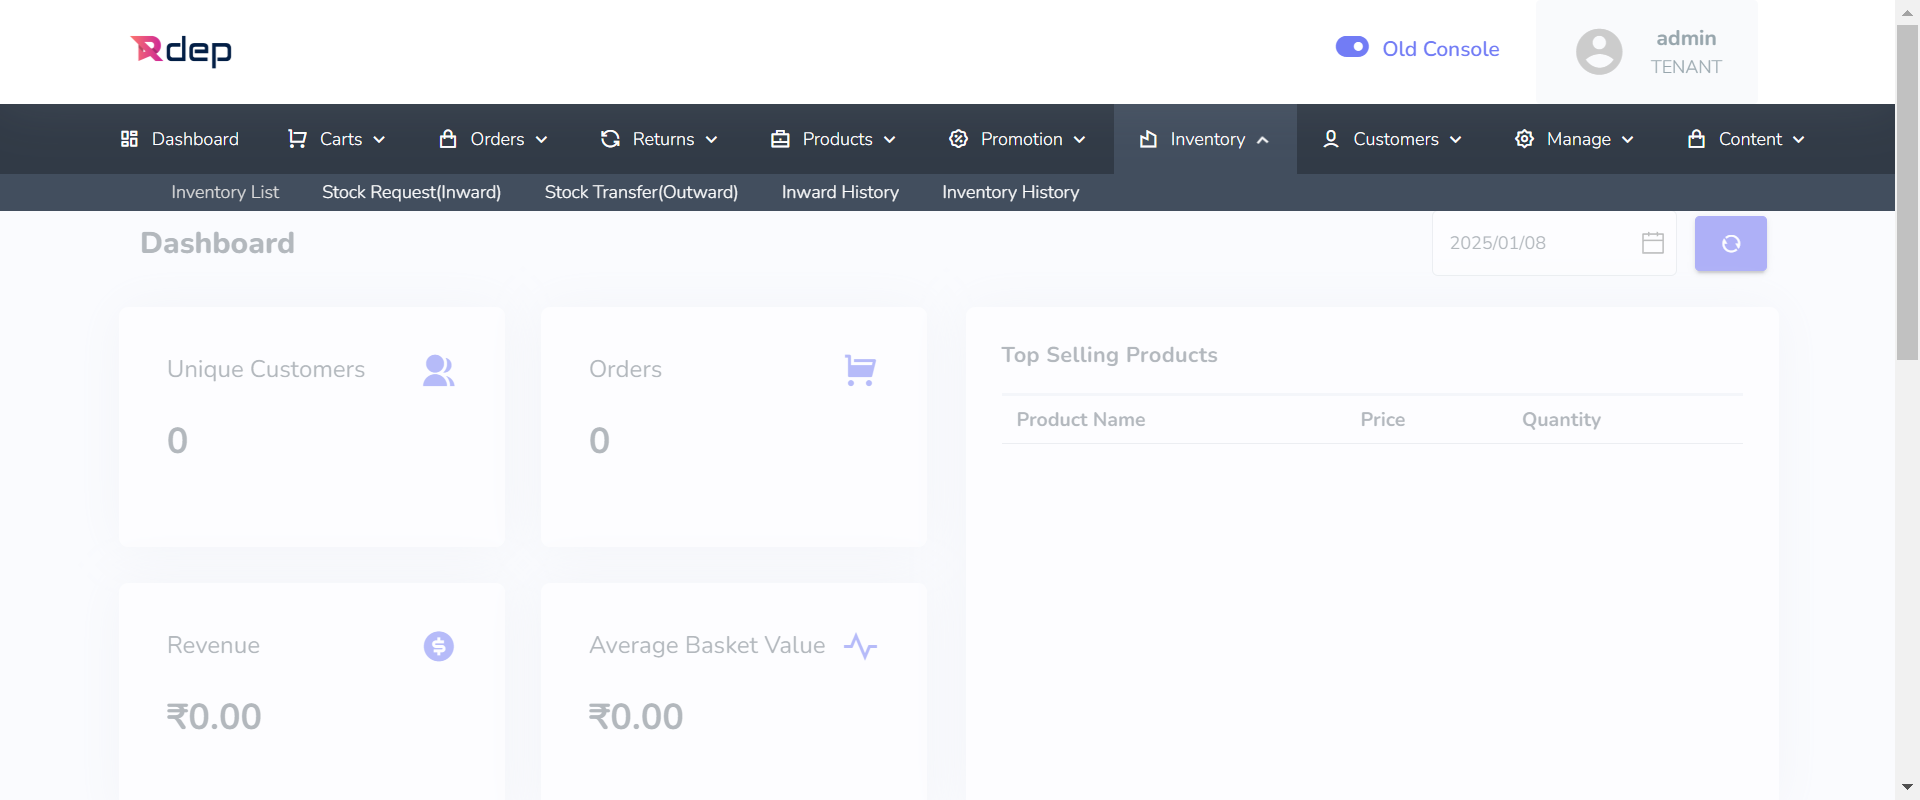 Rdep
Old Console
admin
TENANT
Dashboard Carts Orders Returns Products Promotion Inventory Customers Manage Content
Inventory List Stock Request(Inward) Stock Transfer(Outward) Inward History Inventory History
Dashboard
2025/01/08
Unique Customers
0
Orders
0
Top Selling Products
Product Name Price Quantity
Revenue
₹0.00
Average Basket Value
₹0.00